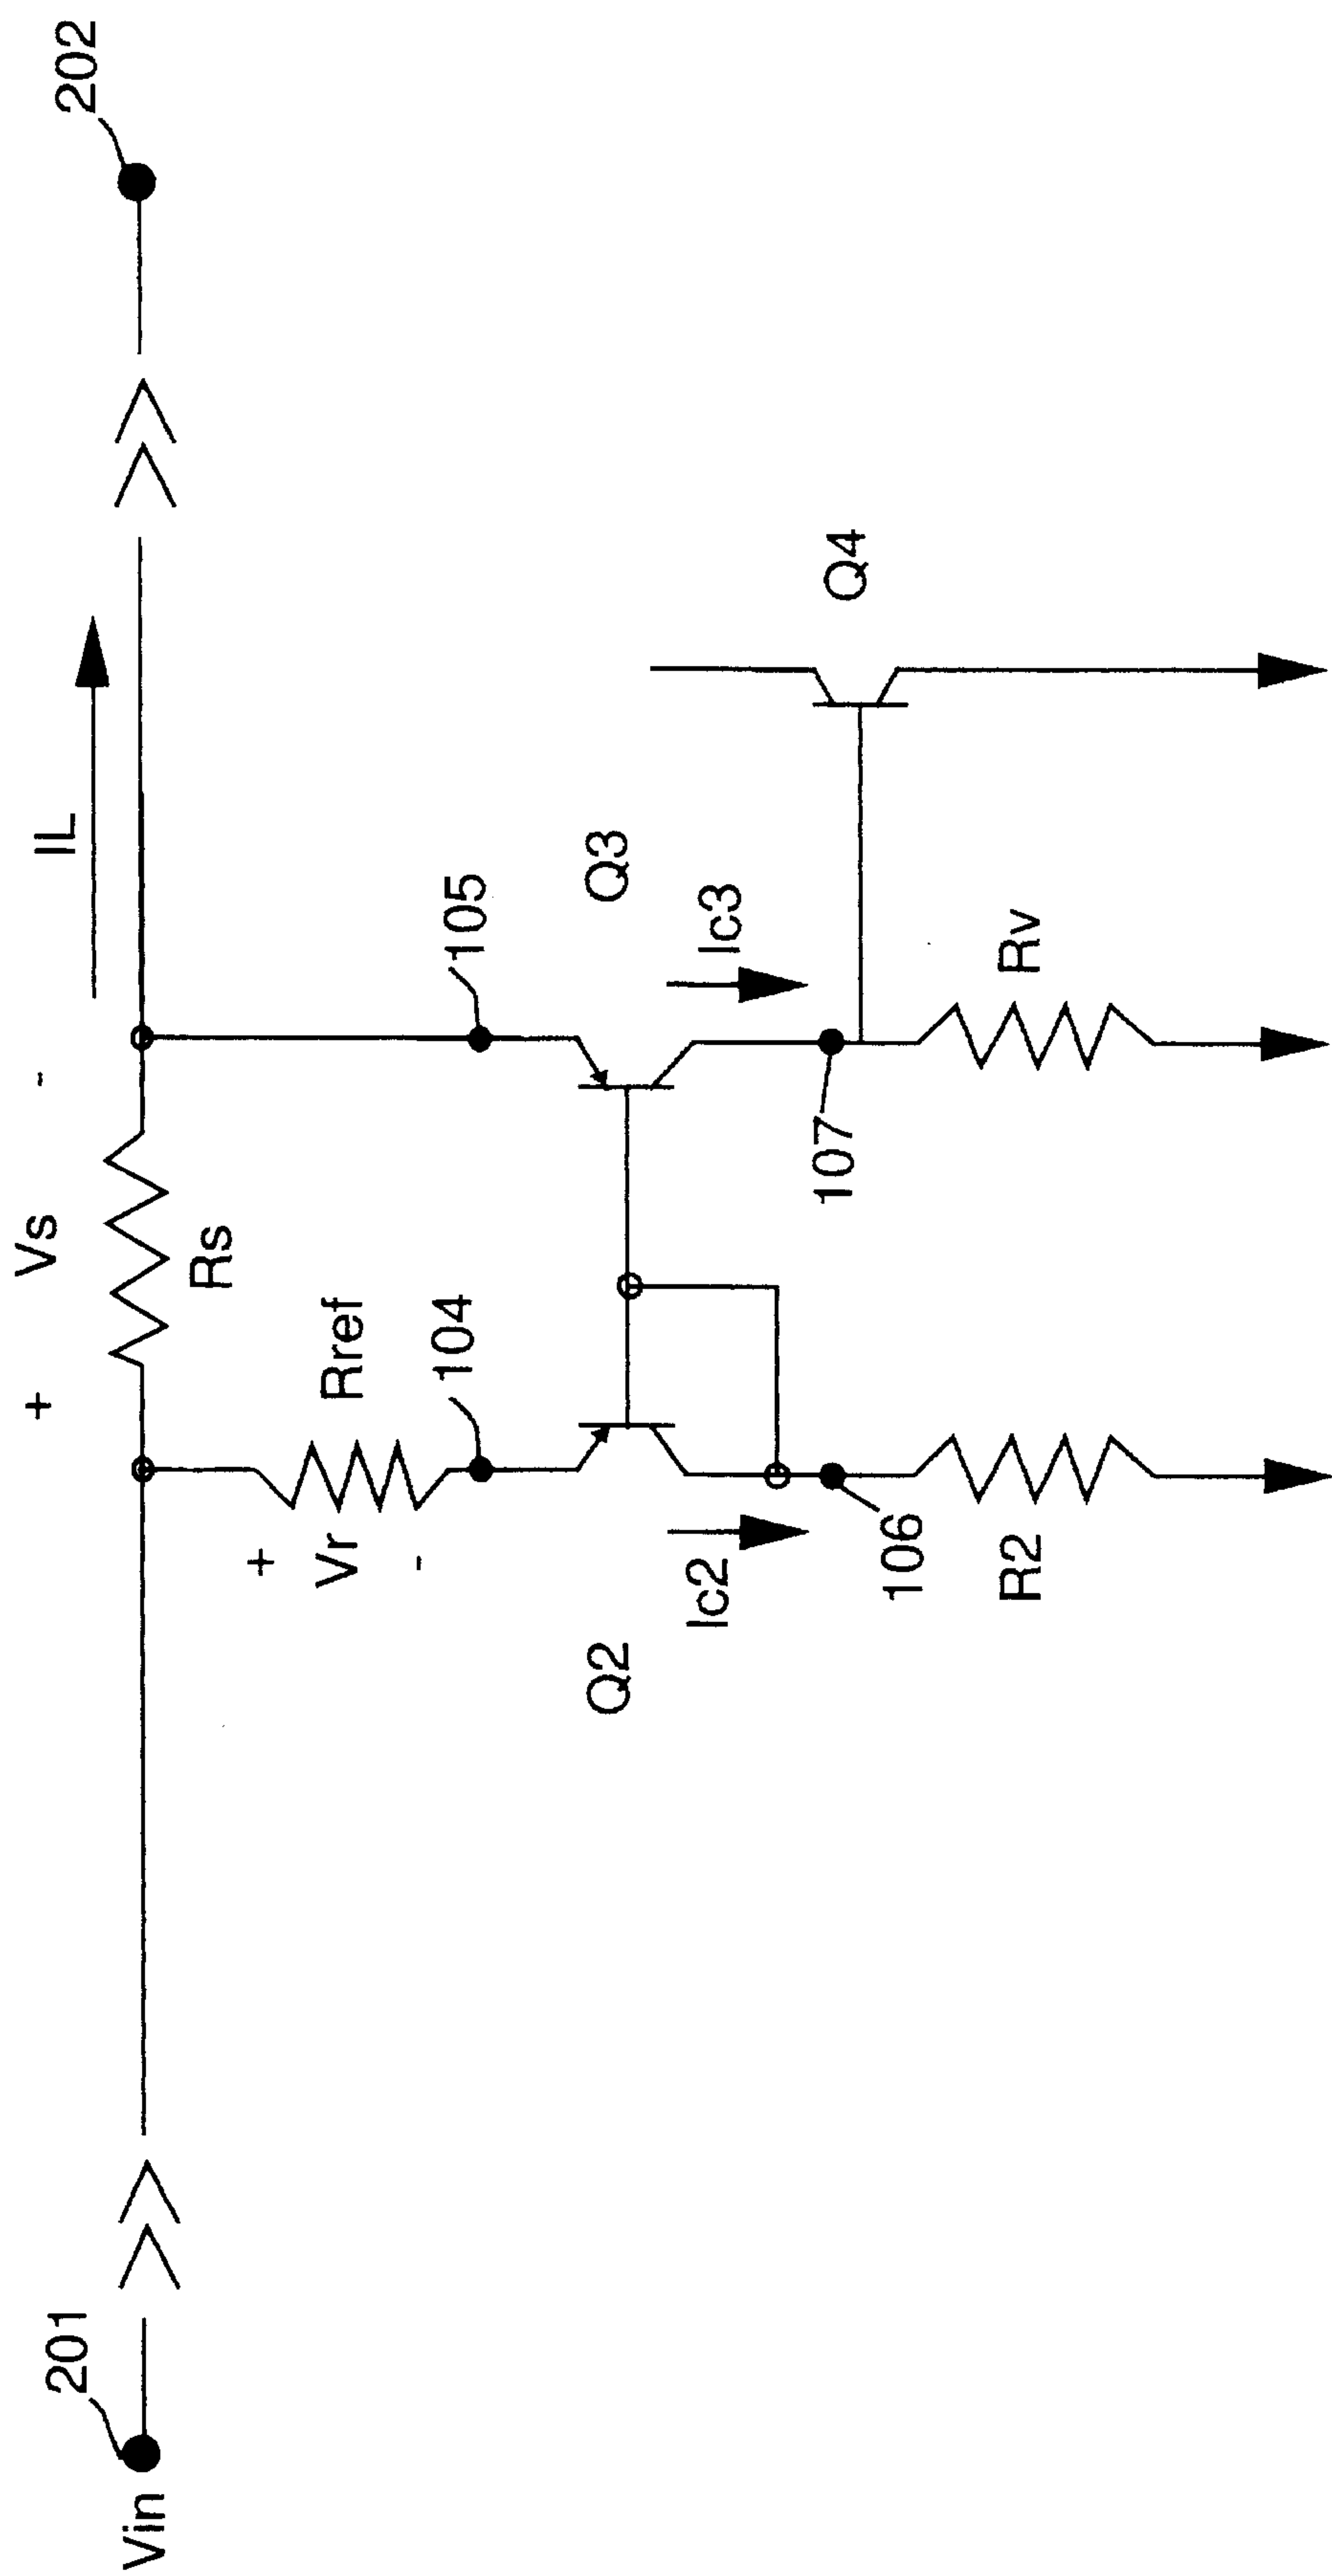 Vin
201
+ Vs -
Rs
IL
202
+
Vr
-
Rref
104
105
Q2
Q3
Ic2
Ic3
106
107
Q4
R2
Rv